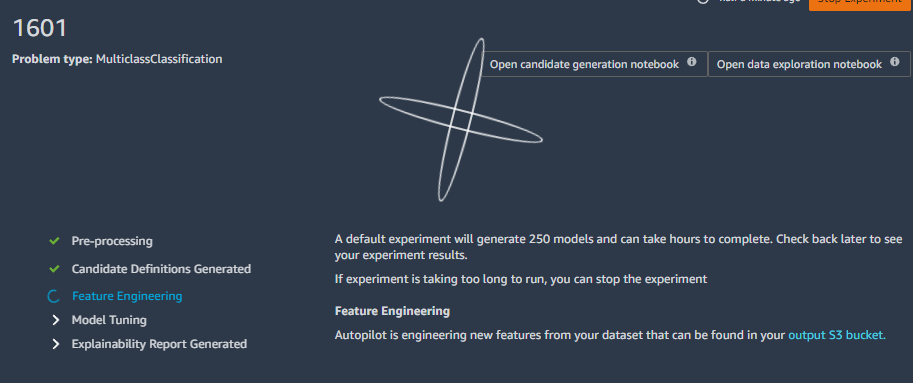 Stop Experiment
1601
Problem type: MulticlassClassification
Open candidate generation notebook
Open data exploration notebook
Pre-processing
Candidate Definitions Generated
Feature Engineering
Model Tuning
Explainability Report Generated
A default experiment will generate 250 models and can take hours to complete. Check back later to see
your experiment results.
If experiment is taking too long to run, you can stop the experiment
Feature Engineering
Autopilot is engineering new features from your dataset that can be found in your output S3 bucket.